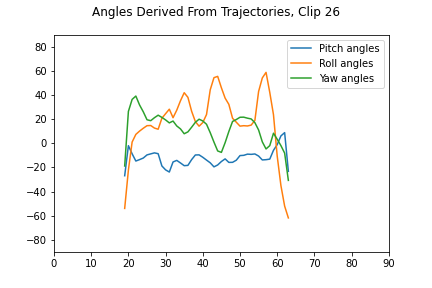 Angles Derived From Trajectories, Clip 26
Pitch angles
Roll angles
Yaw angles
80
60
40
20
0
−20
−40
−60
−80
0 10 20 30 40 50 60 70 80 90